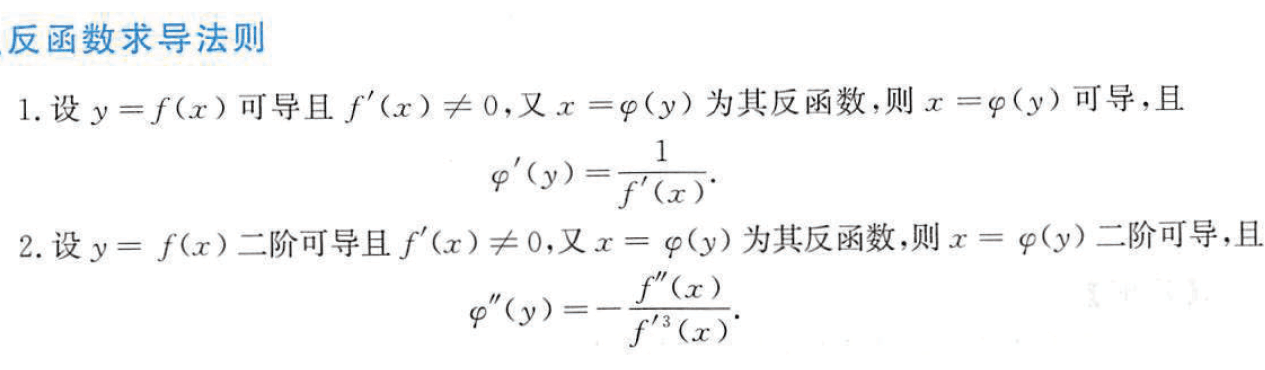 反函数求导法则
1. 设 y = f(x) 可导且 f′(x) ≠ 0,又 x = φ(y) 为其反函数,则 x = φ(y) 可导,且
φ′(y) = 1/f′(x).
2. 设 y = f(x) 二阶可导且 f′(x) ≠ 0,又 x = φ(y) 为其反函数,则 x = φ(y) 二阶可导,且
φ″(y) = −f″(x)/f′³(x).